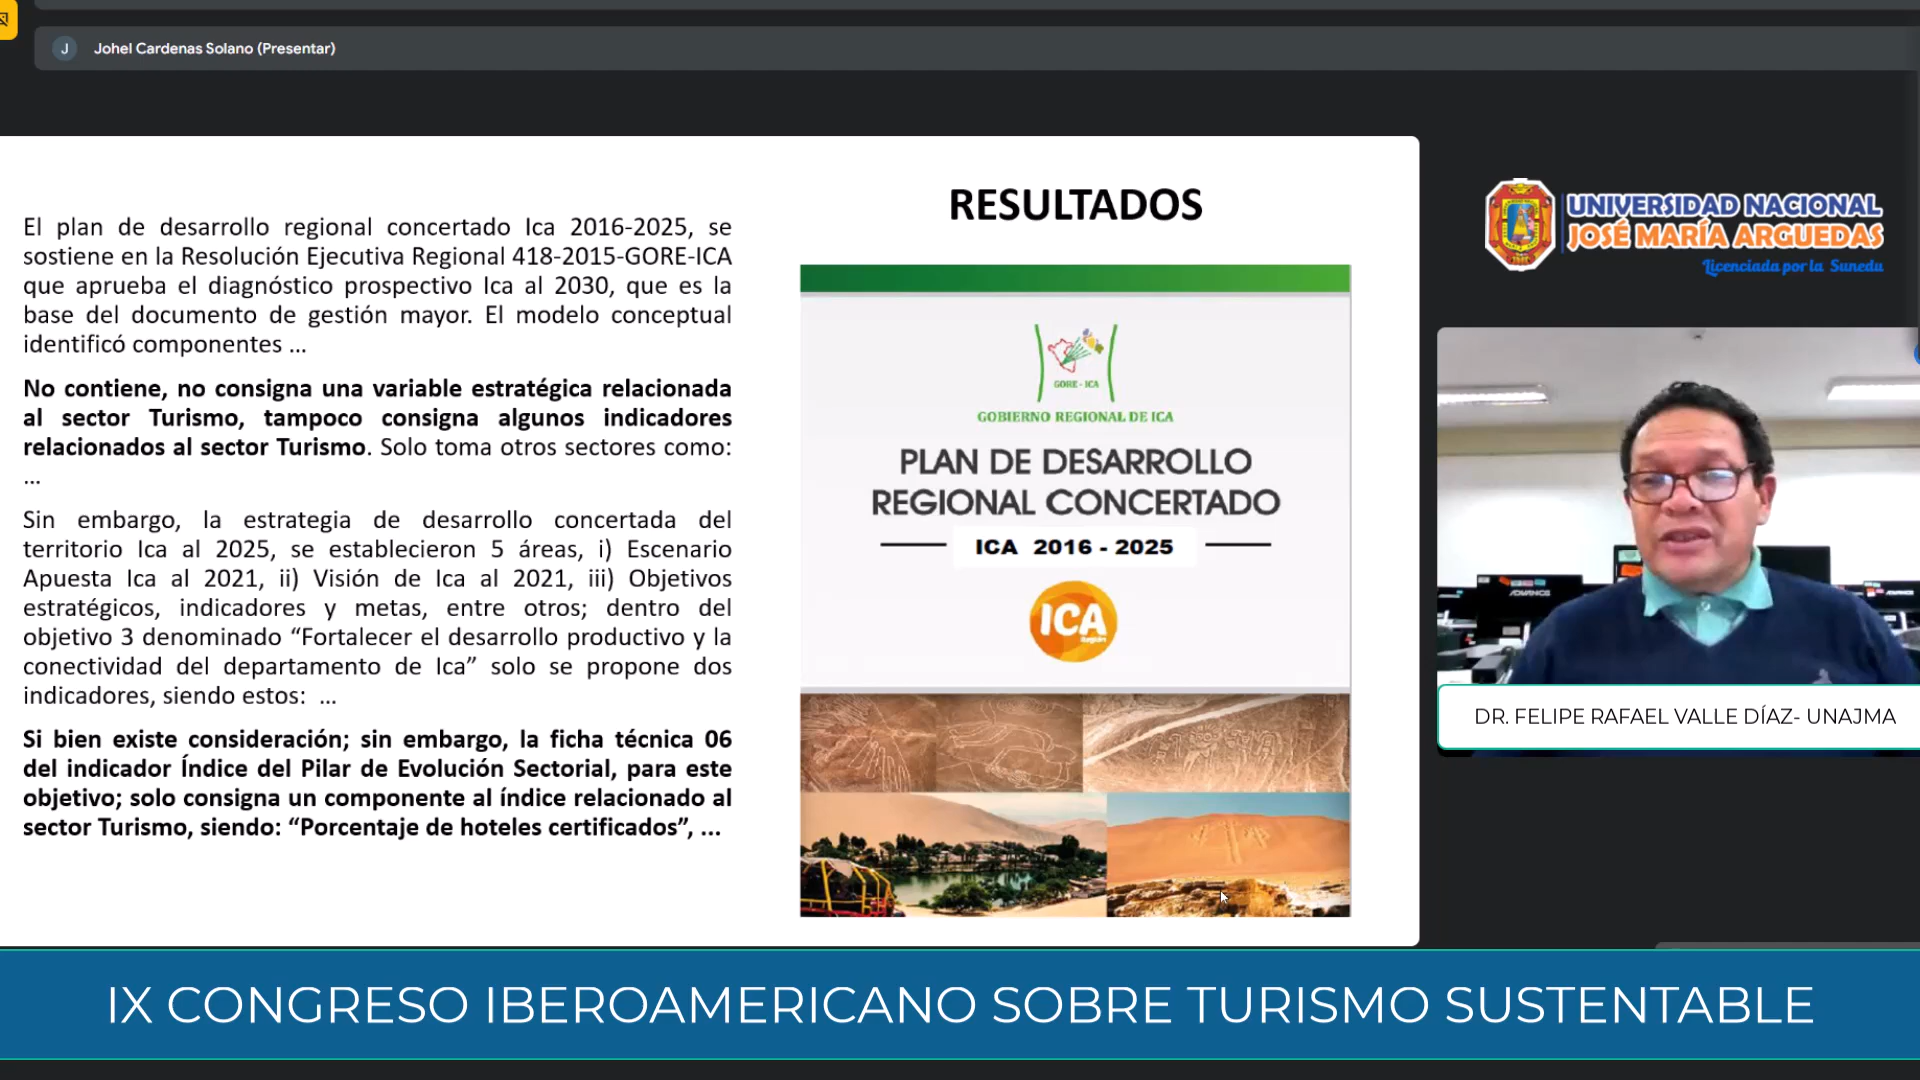 J Johel Cardenas Solano (Presentar)
El plan de desarrollo regional concertado Ica 2016-2025, se
sostiene en la Resolución Ejecutiva Regional 418-2015-GORE-ICA
que aprueba el diagnóstico prospectivo Ica al 2030, que es la
base del documento de gestión mayor. El modelo conceptual
identificó componentes ...
No contiene, no consigna una variable estratégica relacionada
al sector Turismo, tampoco consigna algunos indicadores
relacionados al sector Turismo. Solo toma otros sectores como:
...
Sin embargo, la estrategia de desarrollo concertada del
territorio Ica al 2025, se establecieron 5 áreas, i) Escenario
Apuesta Ica al 2021, ii) Visión de Ica al 2021, iii) Objetivos
estratégicos, indicadores y metas, entre otros; dentro del
objetivo 3 denominado “Fortalecer el desarrollo productivo y la
conectividad del departamento de Ica” solo se propone dos
indicadores, siendo estos: ...
Si bien existe consideración; sin embargo, la ficha técnica 06
del indicador Índice del Pilar de Evolución Sectorial, para este
objetivo; solo consigna un componente al índice relacionado al
sector Turismo, siendo: “Porcentaje de hoteles certificados”, ...
RESULTADOS
GORE - ICA
GOBIERNO REGIONAL DE ICA
PLAN DE DESARROLLO
REGIONAL CONCERTADO
ICA 2016 - 2025
ICA
Región
UNIVERSIDAD NACIONAL
JOSÉ MARÍA ARGUEDAS
Licenciada por la Sunedu
ADVANCE
DR. FELIPE RAFAEL VALLE DÍAZ- UNAJMA
IX CONGRESO IBEROAMERICANO SOBRE TURISMO SUSTENTABLE